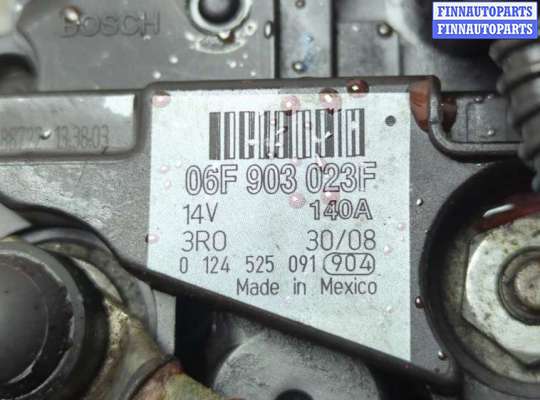 FINNAUTOPARTS
FINNAUTOPARTS
BOSCH
13.38.03
06F 903 023F
14V 140A
3R0 30/08
0 124 525 091 904
Made in Mexico